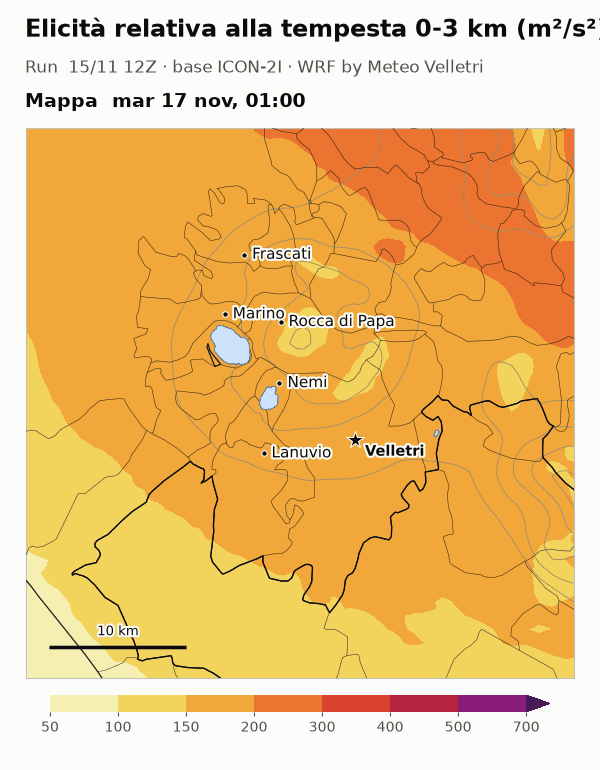 Elicità relativa alla tempesta 0-3 km (m²/s²)
Run  15/11 12Z · base ICON-2I · WRF by Meteo Velletri
Mappa  mar 17 nov, 01:00
Frascati
Marino
Rocca di Papa
Nemi
Velletri
Lanuvio
10 km
50 100 150 200 300 400 500 700